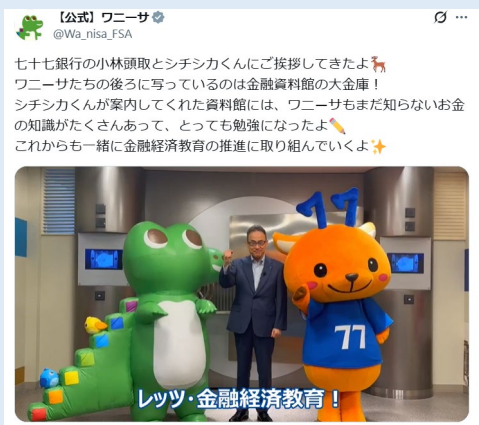 【公式】ワニーサ
@Wa_nisa_FSA
七十七銀行の小林頭取とシチシカくんにご挨拶してきたよ🦌
ワニーサたちの後ろに写っているのは金融資料館の大金庫！
シチシカくんが案内してくれた資料館には、ワニーサもまだ知らないお金
の知識がたくさんあって、とっても勉強になったよ✏️
これからも一緒に金融経済教育の推進に取り組んでいくよ✨
77
77
レッツ・金融経済教育！